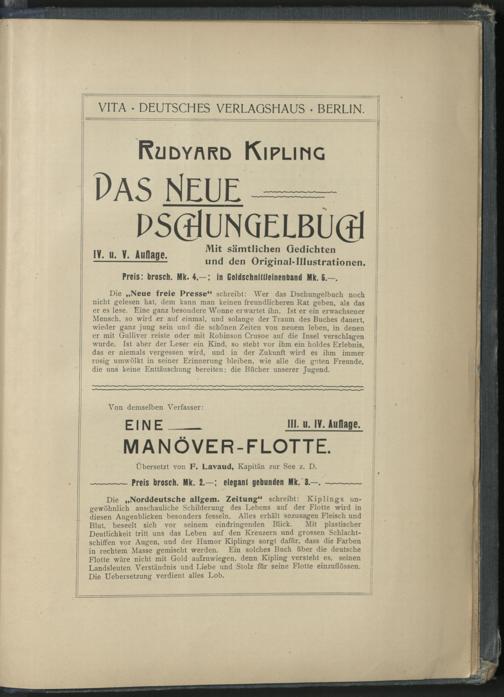 VITA · DEUTSCHES VERLAGSHAUS · BERLIN.
RUDYARD KIPLING
DAS NEUE
DSCHUNGELBUCH
IV. u. V. Auflage.
Mit sämtlichen Gedichten
und den Original-Illustrationen.
Preis: brosch. Mk. 4.—; in Goldschnittleinenband Mk. 5.—.
Die „Neue freie Presse“ schreibt: Wer das Dschungelbuch noch
nicht gelesen hat, dem kann man keinen freundlicheren Rat geben, als das
er es lese. Eine ganz besondere Wonne erwartet ihn. Ist er ein erwachsener
Mensch, so wird er auf einmal, und solange der Traum des Buches dauert,
wieder ganz jung sein und die schönen Zeiten von neuem leben, in denen
er mit Gulliver reiste oder mit Robinson Crusoe auf die Insel verschlagen
wurde. Ist aber der Leser ein Kind, so steht vor ihm ein holdes Erlebnis,
das er niemals vergessen wird, und in der Zukunft wird es ihm immer
rosig umwölkt in seiner Erinnerung bleiben, wie alle die guten Freunde,
die uns keine Enttäuschung bereiten: die Bücher unserer Jugend.
Von demselben Verfasser:
EINE
III. u. IV. Auflage.
MANÖVER-FLOTTE.
Übersetzt von F. Lavaud, Kapitän zur See z. D.
Preis brosch. Mk. 2.—; elegant gebunden Mk. 3.—.
Die „Norddeutsche allgem. Zeitung“ schreibt: Kiplings un-
gewöhnlich anschauliche Schilderung des Lebens auf der Flotte wird in
diesen Augenblicken besonders fesseln. Alles erhält sozusagen Fleisch und
Blut, beseelt sich vor seinem eindringenden Blick. Mit plastischer
Deutlichkeit tritt uns das Leben auf den Kreuzern und grossen Schlacht-
schiffen vor Augen, und der Humor Kiplings sorgt dafür, dass die Farben
in rechtem Masse gemischt werden. Ein solches Buch über die deutsche
Flotte wäre nicht mit Gold aufzuwiegen, denn Kipling versteht es, seinen
Landsleuten Verständnis und Liebe und Stolz für seine Flotte einzuflössen.
Die Uebersetzung verdient alles Lob.